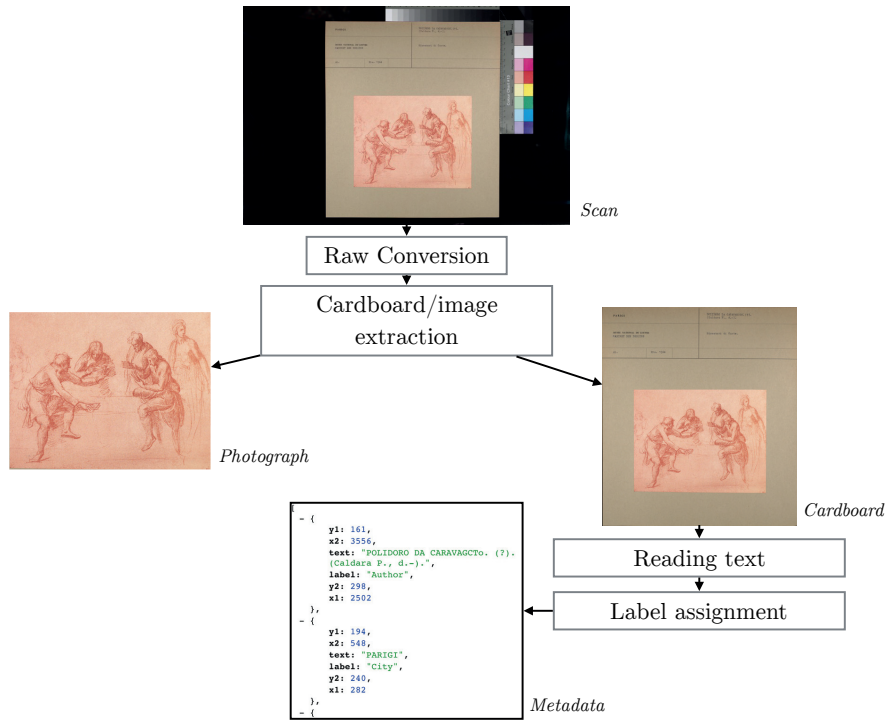 Scan
Raw Conversion
Cardboard/image
extraction
Photograph
Cardboard
Reading text
Label assignment
[
– {
y1: 161,
x2: 3556,
text: "POLIDORO DA CARAVAGCTo. (?).
(Caldara P., d.-).",
label: "Author",
y2: 298,
x1: 2502
},
– {
y1: 194,
x2: 548,
text: "PARIGI",
label: "City",
y2: 240,
x1: 282
},
– {
Metadata